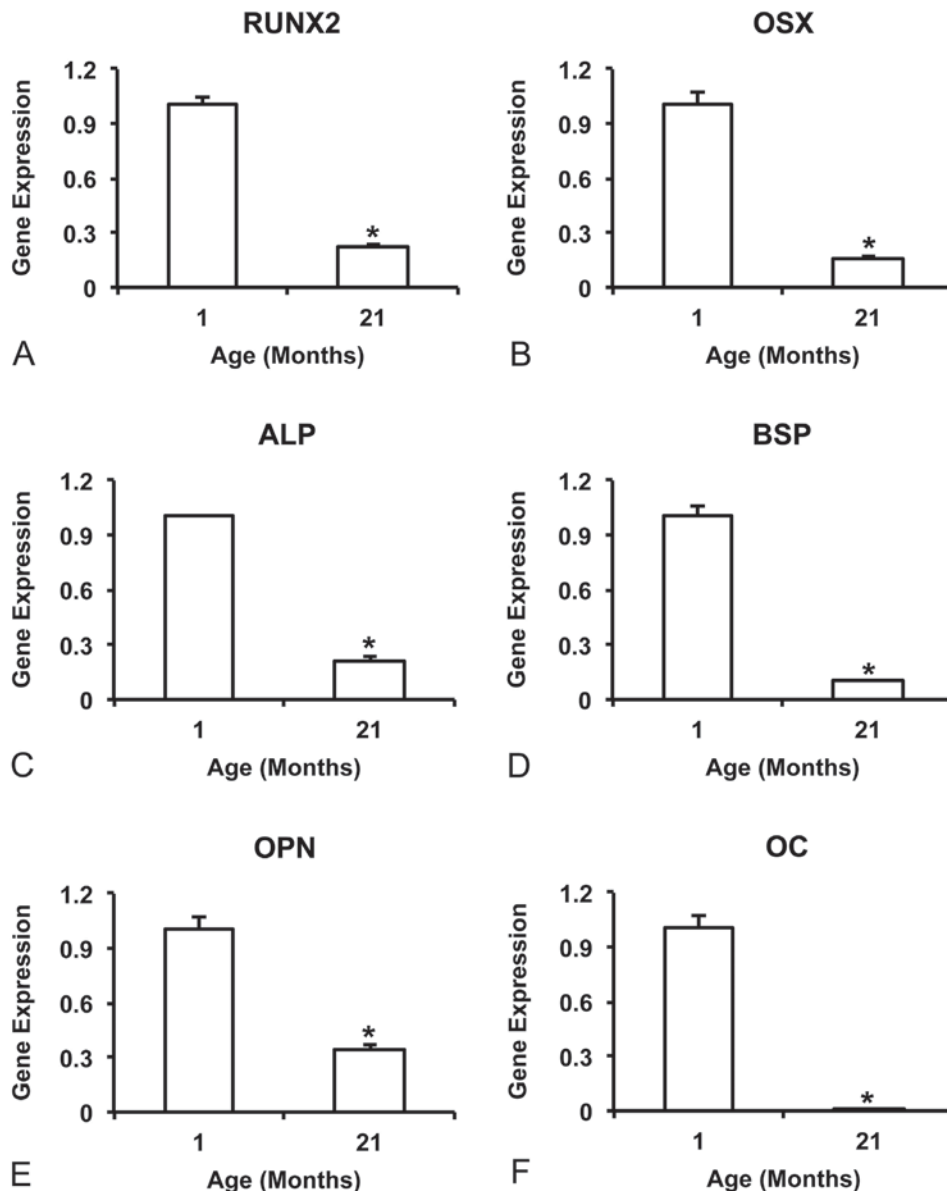 RUNX2
Gene Expression
1.2
0.9
0.6
0.3
0
*
1 21
Age (Months)
A
OSX
Gene Expression
1.2
0.9
0.6
0.3
0
*
1 21
Age (Months)
B
ALP
Gene Expression
1.2
0.9
0.6
0.3
0
*
1 21
Age (Months)
C
BSP
Gene Expression
1.2
0.9
0.6
0.3
0
*
1 21
Age (Months)
D
OPN
Gene Expression
1.2
0.9
0.6
0.3
0
*
1 21
Age (Months)
E
OC
Gene Expression
1.2
0.9
0.6
0.3
0
*
1 21
Age (Months)
F